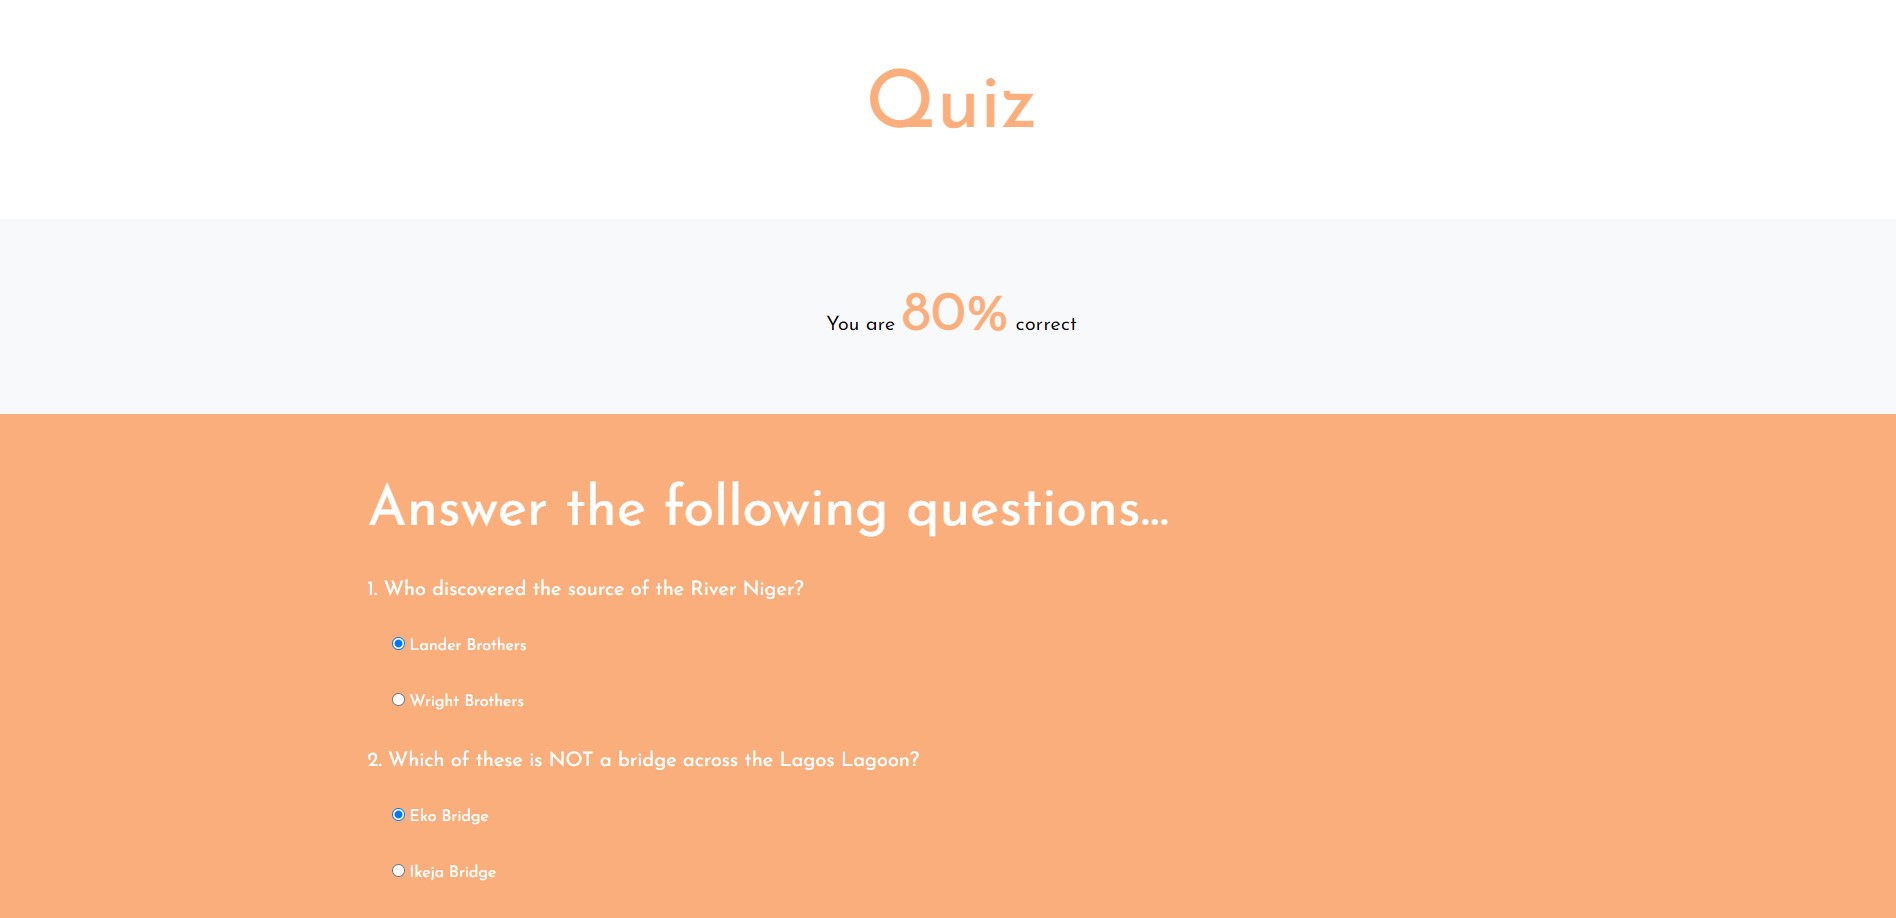 Quiz
You are 80% correct
Answer the following questions...
1. Who discovered the source of the River Niger?
Lander Brothers
Wright Brothers
2. Which of these is NOT a bridge across the Lagos Lagoon?
Eko Bridge
Ikeja Bridge